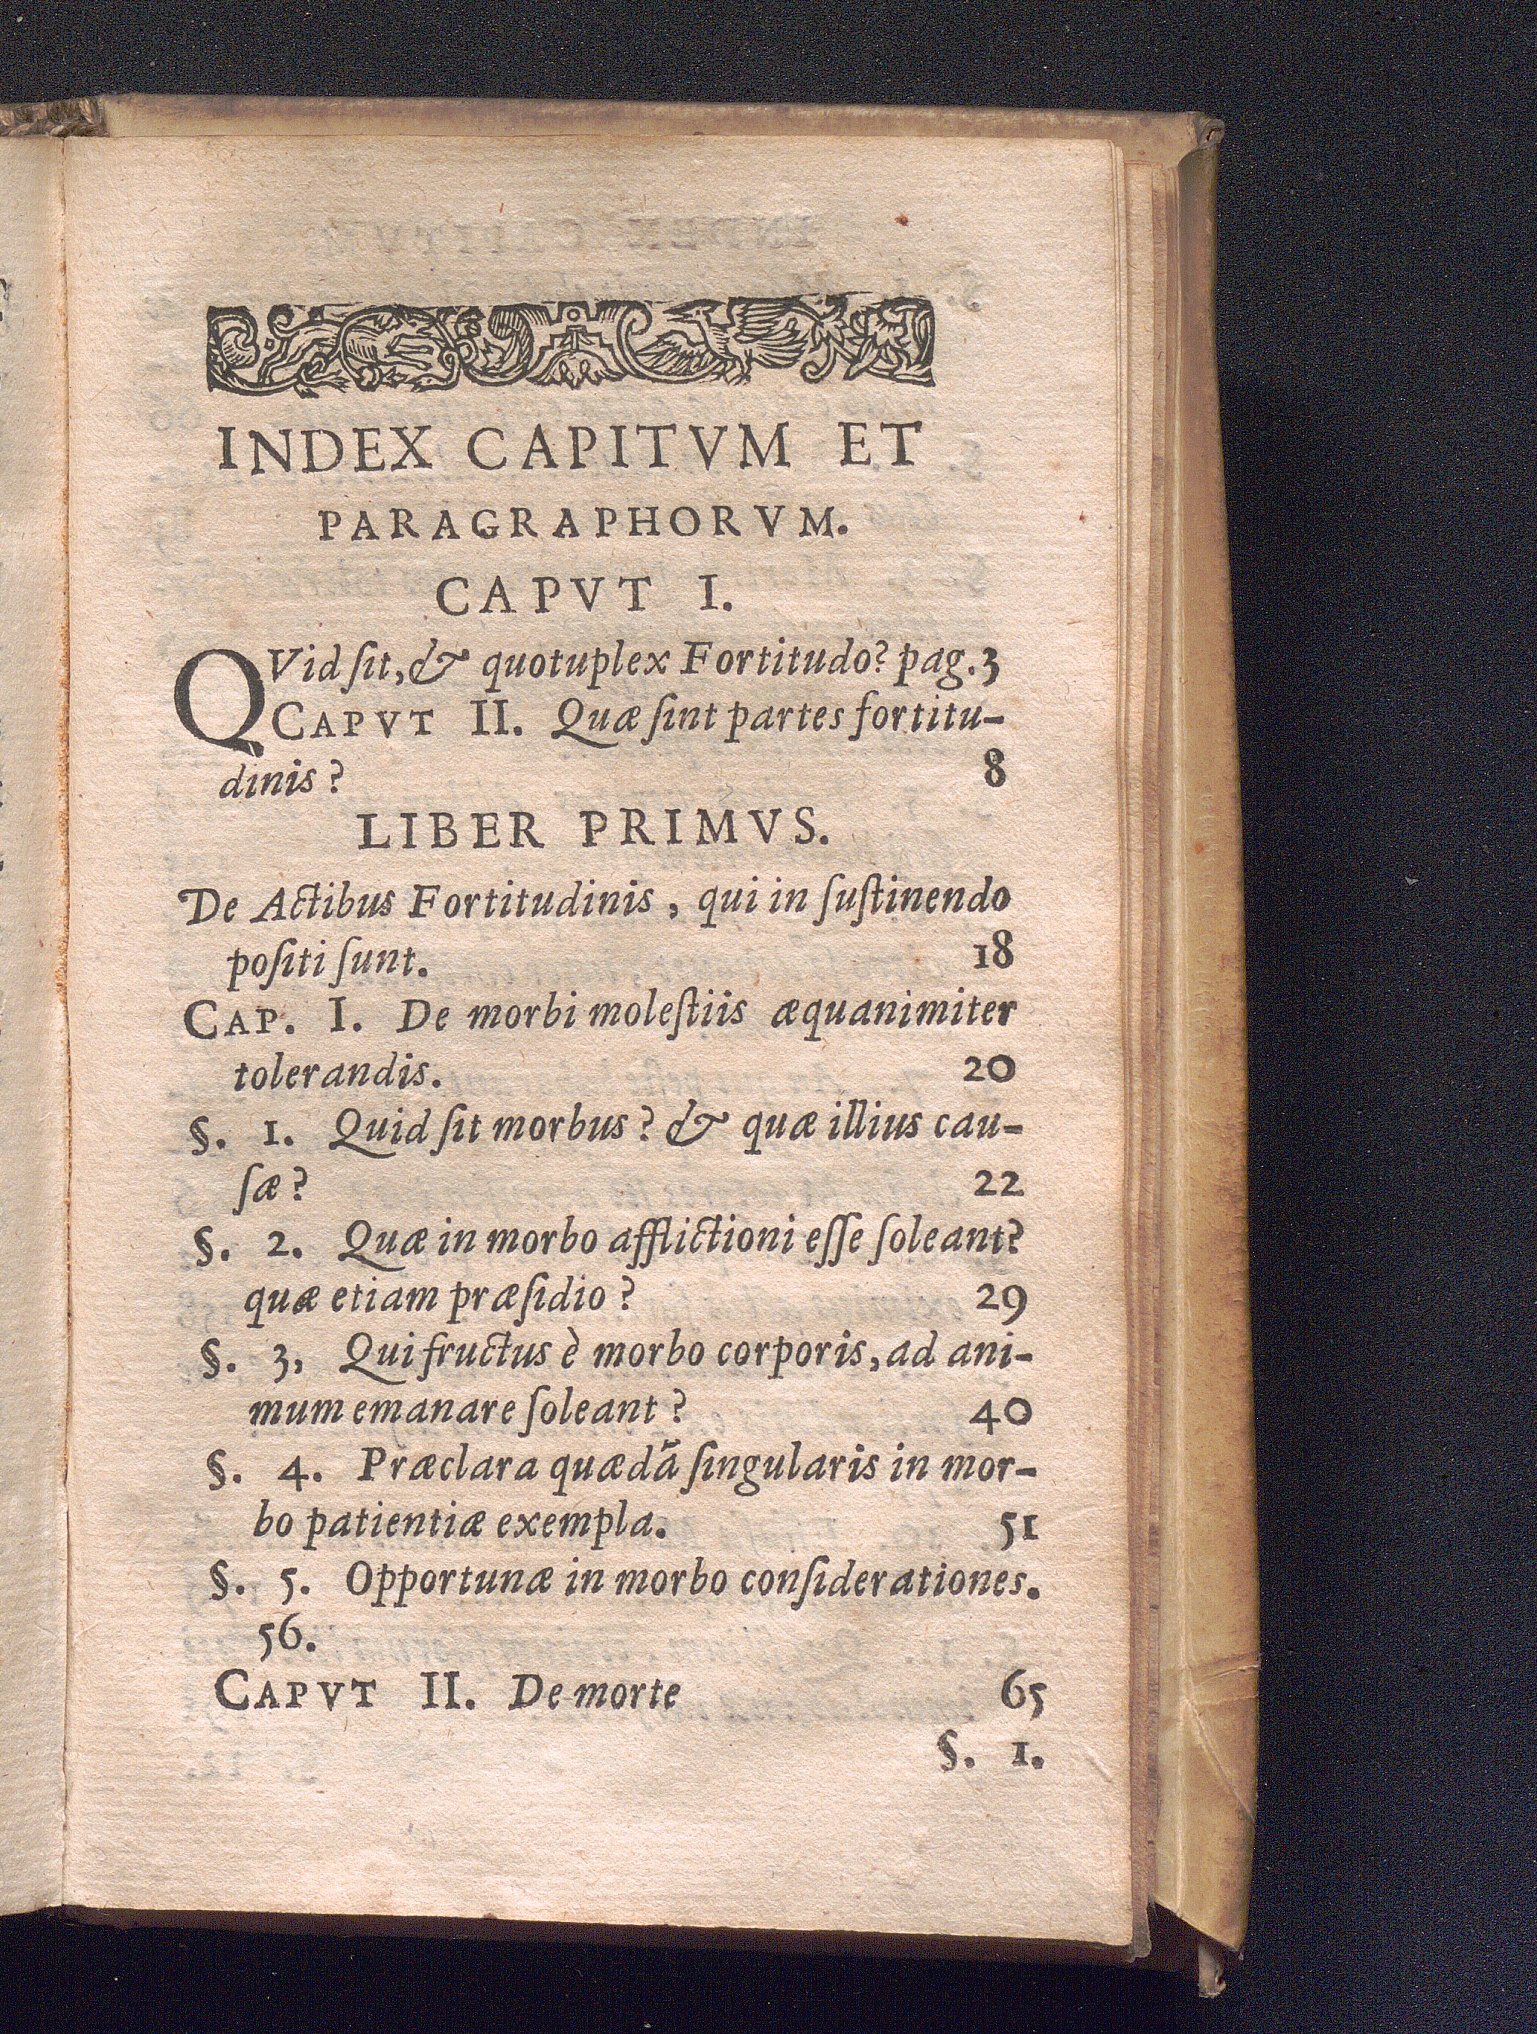 INDEX CAPITVM ET
PARAGRAPHORVM.
CAPVT I.
QVid ſit, & quotuplex Fortitudo? pag. 3
CAPVT II. Quæ ſint partes fortitu-
dinis? 8
LIBER PRIMVS.
De Actibus Fortitudinis, qui in ſuſtinendo
poſiti ſunt. 18
CAP. I. De morbi moleſtiis æquanimiter
tolerandis. 20
§. 1. Quid ſit morbus? & quæ illius cau-
ſæ? 22
§. 2. Quæ in morbo afflictioni eſſe ſoleant?
quæ etiam præſidio? 29
§. 3, Qui fructus è morbo corporis, ad ani-
mum emanare ſoleant? 40
§. 4. Præclara quædã ſingularis in mor-
bo patientiæ exempla. 51
§. 5. Opportunæ in morbo conſiderationes.
56.
CAPVT II. De morte 65
§. 1.